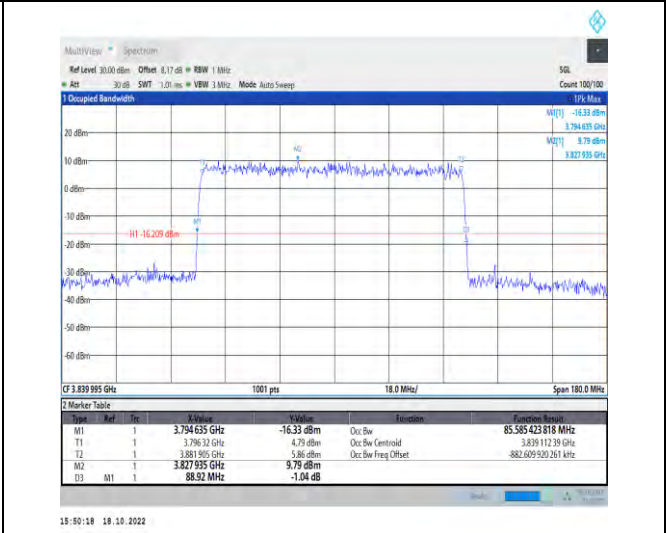 MultiView Spectrum
Ref Level 30.00 dBm Offset 8.17 dB RBW 1 MHz SGL
Att 30 dB SWT 1.01 ms VBW 3 MHz Mode Auto Sweep Count 100/100
1 Occupied Bandwidth 1Pk Max
M1[1] -16.33 dBm
3.794 635 GHz
M2[1] 9.79 dBm
3.827 935 GHz
20 dBm
10 dBm
0 dBm
-10 dBm
M1
H1 -16.209 dBm
-20 dBm
-30 dBm
-40 dBm
-50 dBm
-60 dBm
CF 3.839 995 GHz 1001 pts 18.0 MHz/ Span 180.0 MHz
2 Marker Table
Type Ref Trc X-Value Y-Value Function Function Result
M1 1 3.794 635 GHz -16.33 dBm Occ Bw 85.585 423 818 MHz
T1 1 3.796 32 GHz 4.79 dBm Occ Bw Centroid 3.839 112 39 GHz
T2 1 3.881 905 GHz 5.86 dBm Occ Bw Freq Offset -882.609 920 261 kHz
M2 1 3.827 935 GHz 9.79 dBm
D3 M1 1 88.92 MHz -1.04 dB
15:50:18 18.10.2022